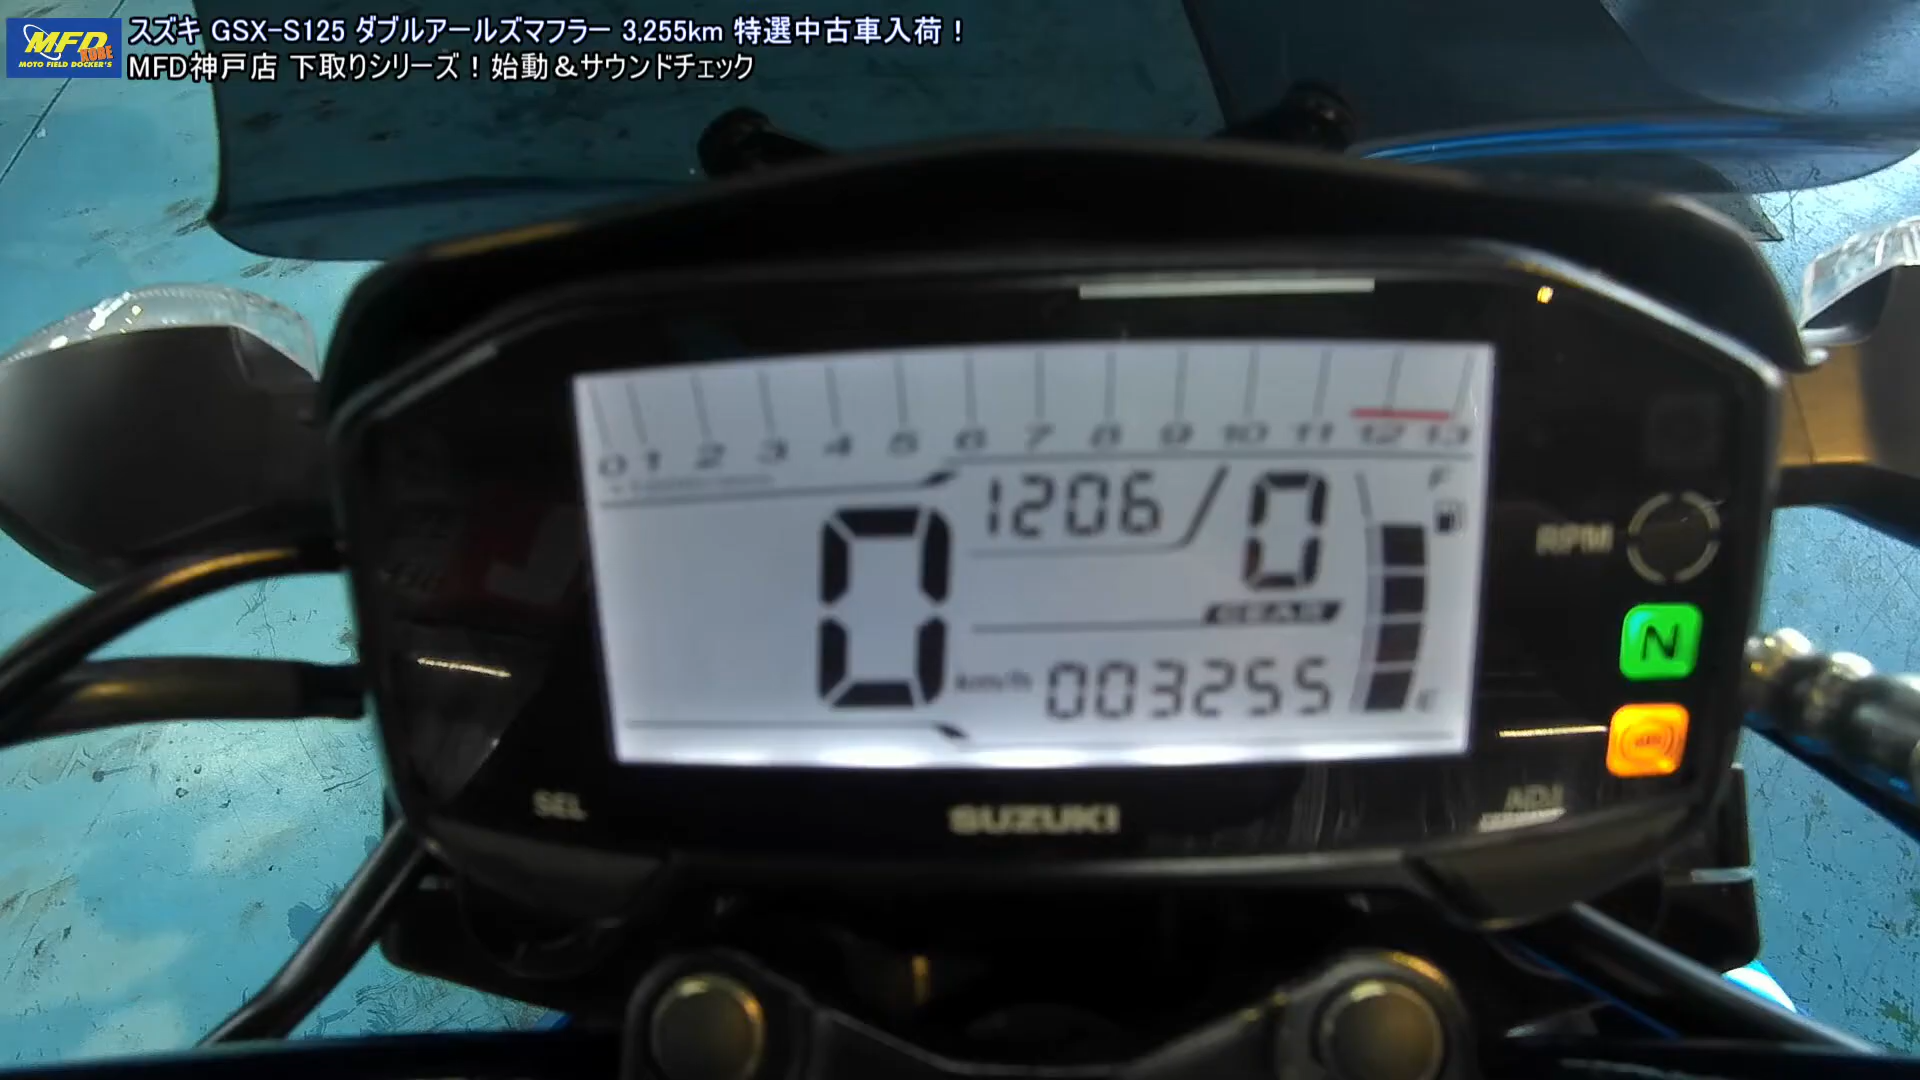 MFD KOBE
MOTO FIELD DOCKER'S
スズキ GSX-S125 ダブルアールズマフラー 3,255km 特選中古車入荷！
MFD神戸店 下取りシリーズ！始動＆サウンドチェック
0 1 2 3 4 5 6 7 8 9 10 11 12 13
1206 / 0
F
GEAR
RPM
N
0 km/h 003255
E
SEL
SUZUKI
ADJ